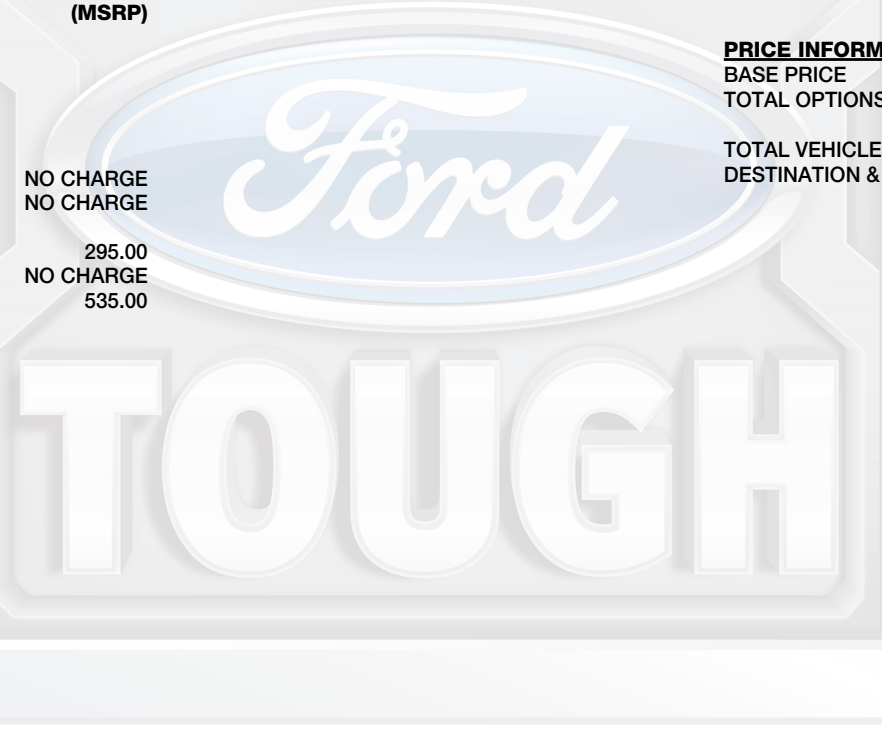 (MSRP)
NO CHARGE
NO CHARGE
295.00
NO CHARGE
535.00
PRICE INFORM
BASE PRICE
TOTAL OPTIONS
TOTAL VEHICLE
DESTINATION &
Ford
TOUGH